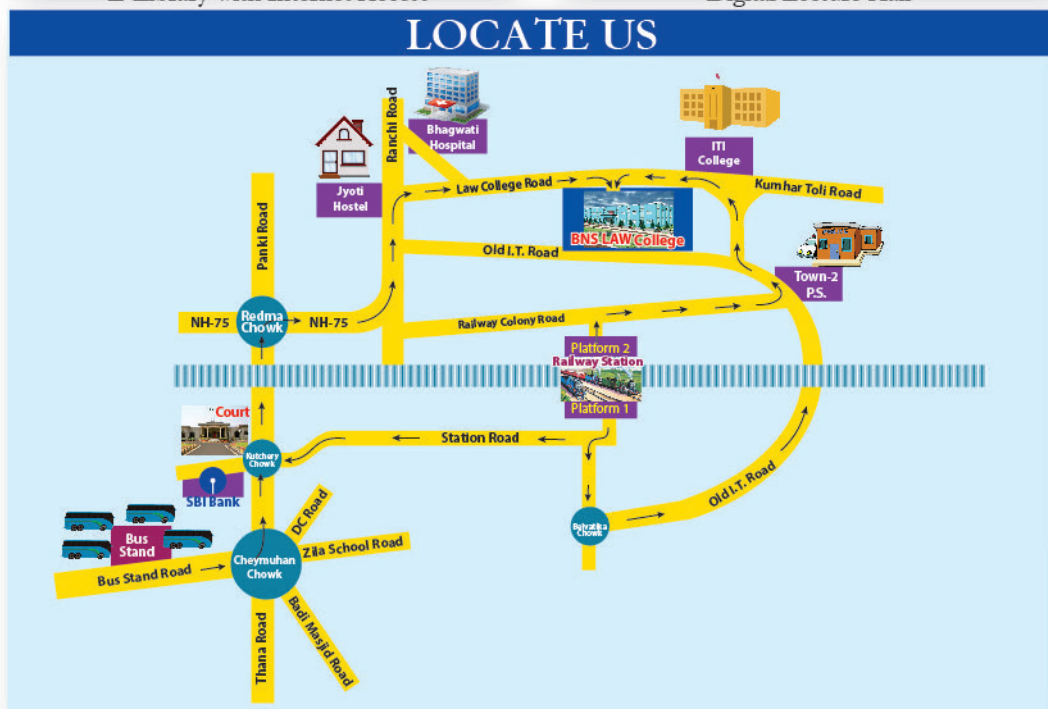 LOCATE US
Ranchi Road
Bhagwati
Hospital
ITI
College
Jyoti
Hostel
Law College Road
Kumhar Toli Road
BNS LAW College
Panki Road
Old I.T. Road
Town-2
P.S.
NH-75
Redma
Chowk
NH-75
Railway Colony Road
Platform 2
Railway Station
Platform 1
Court
Station Road
Kutchery
Chowk
SBI Bank
Old I.T. Road
DC Road
Bus
Stand
Zila School Road
Cheymuhan
Chowk
Bus Stand Road
Badi Masjid Road
Thana Road
Chowk